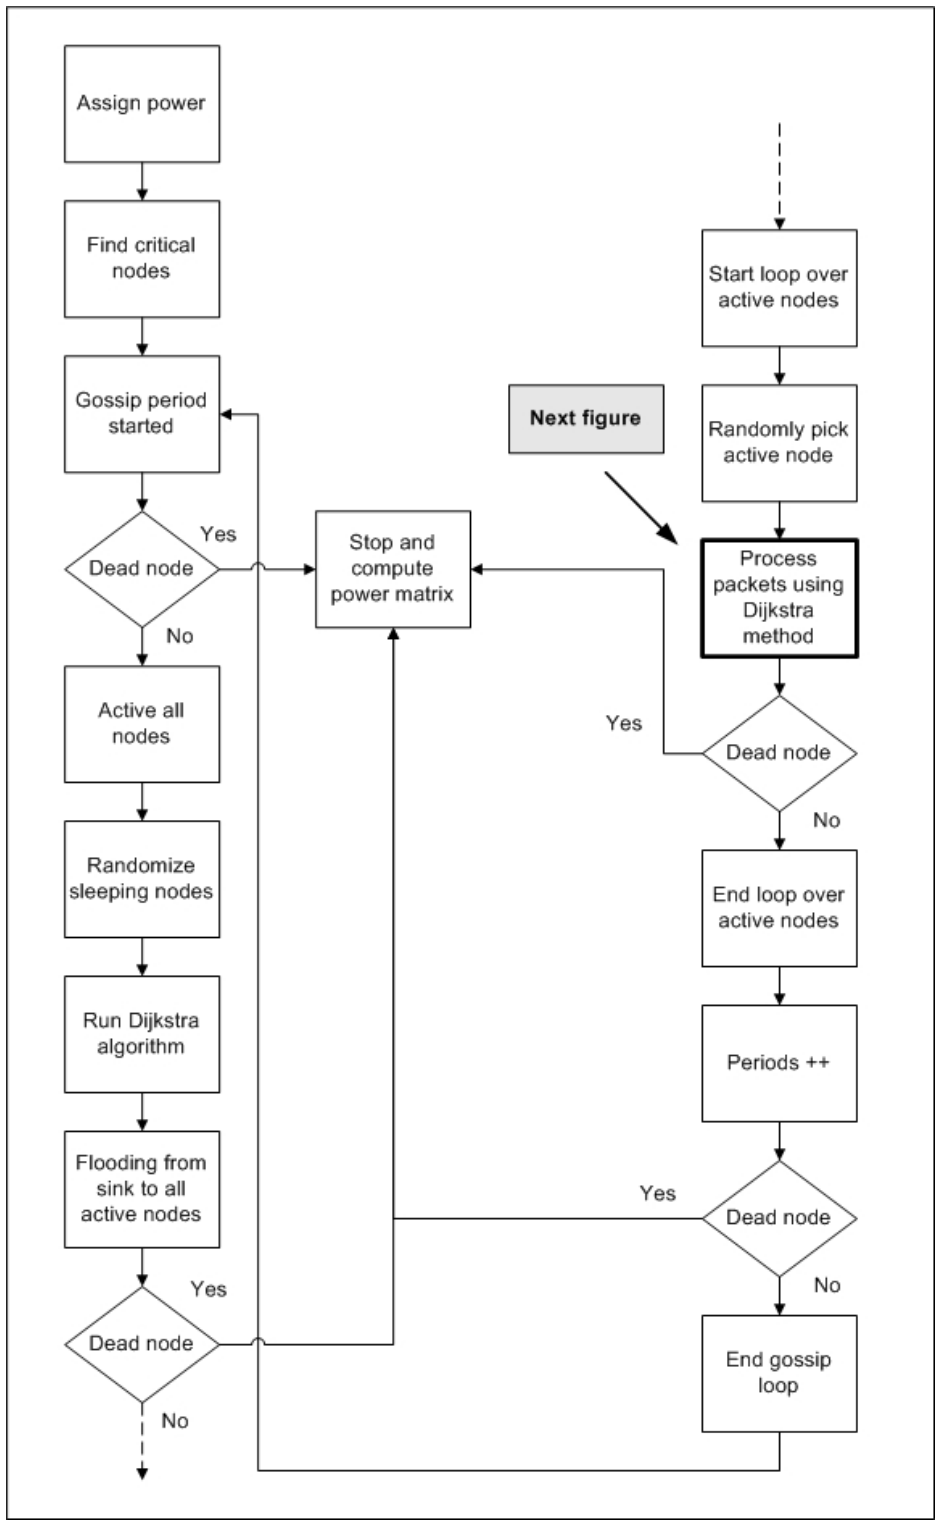 Assign power
Find critical
nodes
Gossip period
started
Dead node
Yes
No
Active all
nodes
Randomize
sleeping nodes
Run Dijkstra
algorithm
Flooding from
sink to all
active nodes
Dead node
Yes
No
Stop and
compute
power matrix
Next figure
Start loop over
active nodes
Randomly pick
active node
Process
packets using
Dijkstra
method
Dead node
Yes
No
End loop over
active nodes
Periods ++
Dead node
Yes
No
End gossip
loop